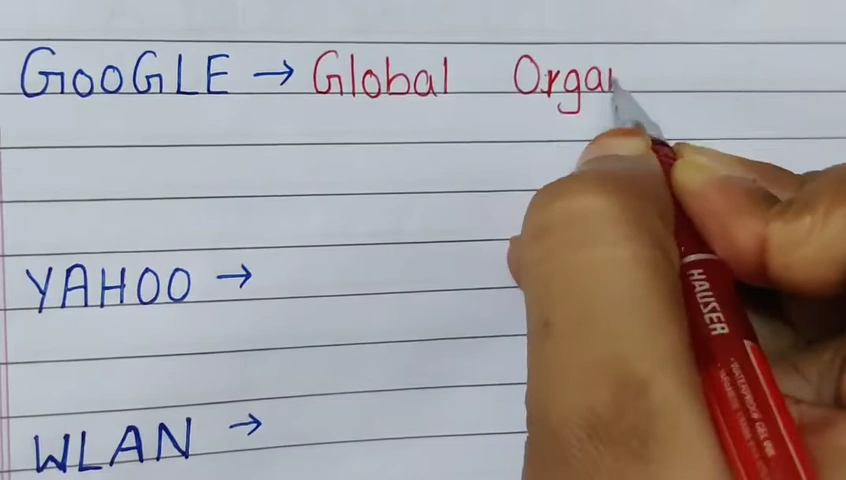 GOOGLE → Global Orga
YAHOO →
WLAN →
HAUSER